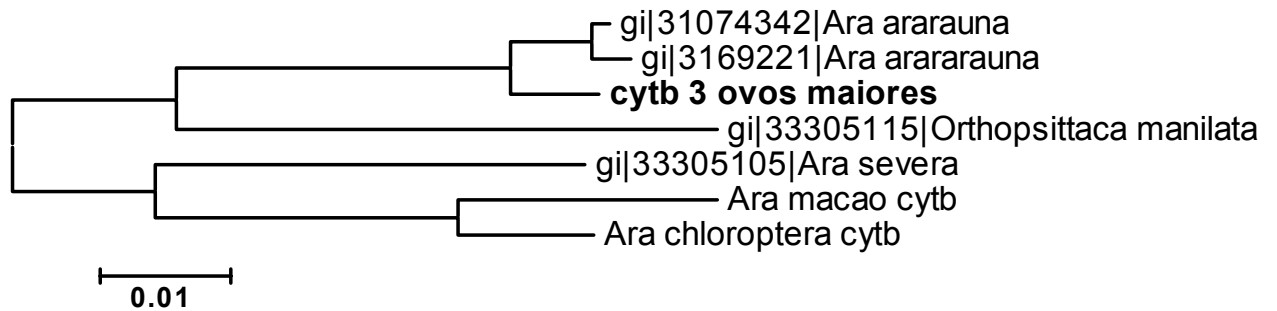 gi|31074342|Ara ararauna
gi|3169221|Ara arararauna
cytb 3 ovos maiores
gi|33305115|Orthopsittaca manilata
gi|33305105|Ara severa
Ara macao cytb
Ara chloroptera cytb
0.01